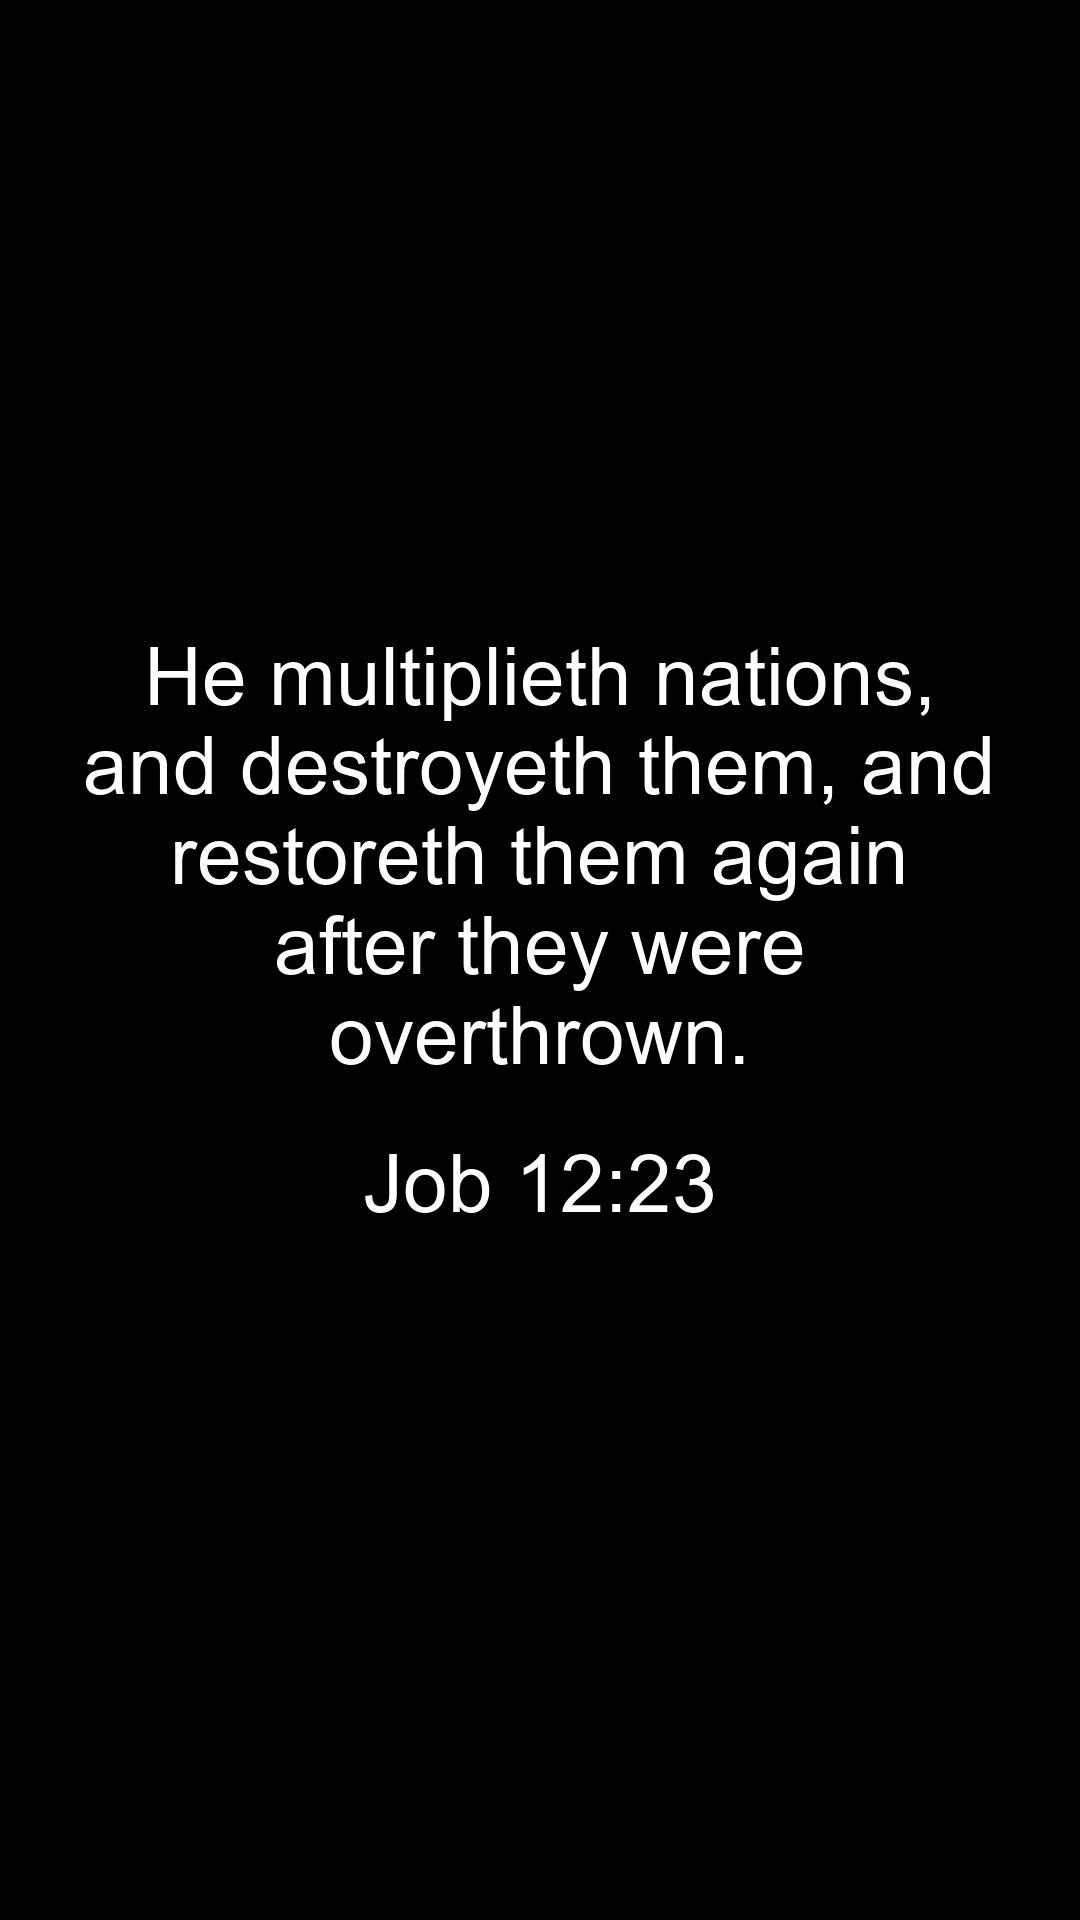 He multiplieth nations,
and destroyeth them, and
restoreth them again
after they were
overthrown.
Job 12:23